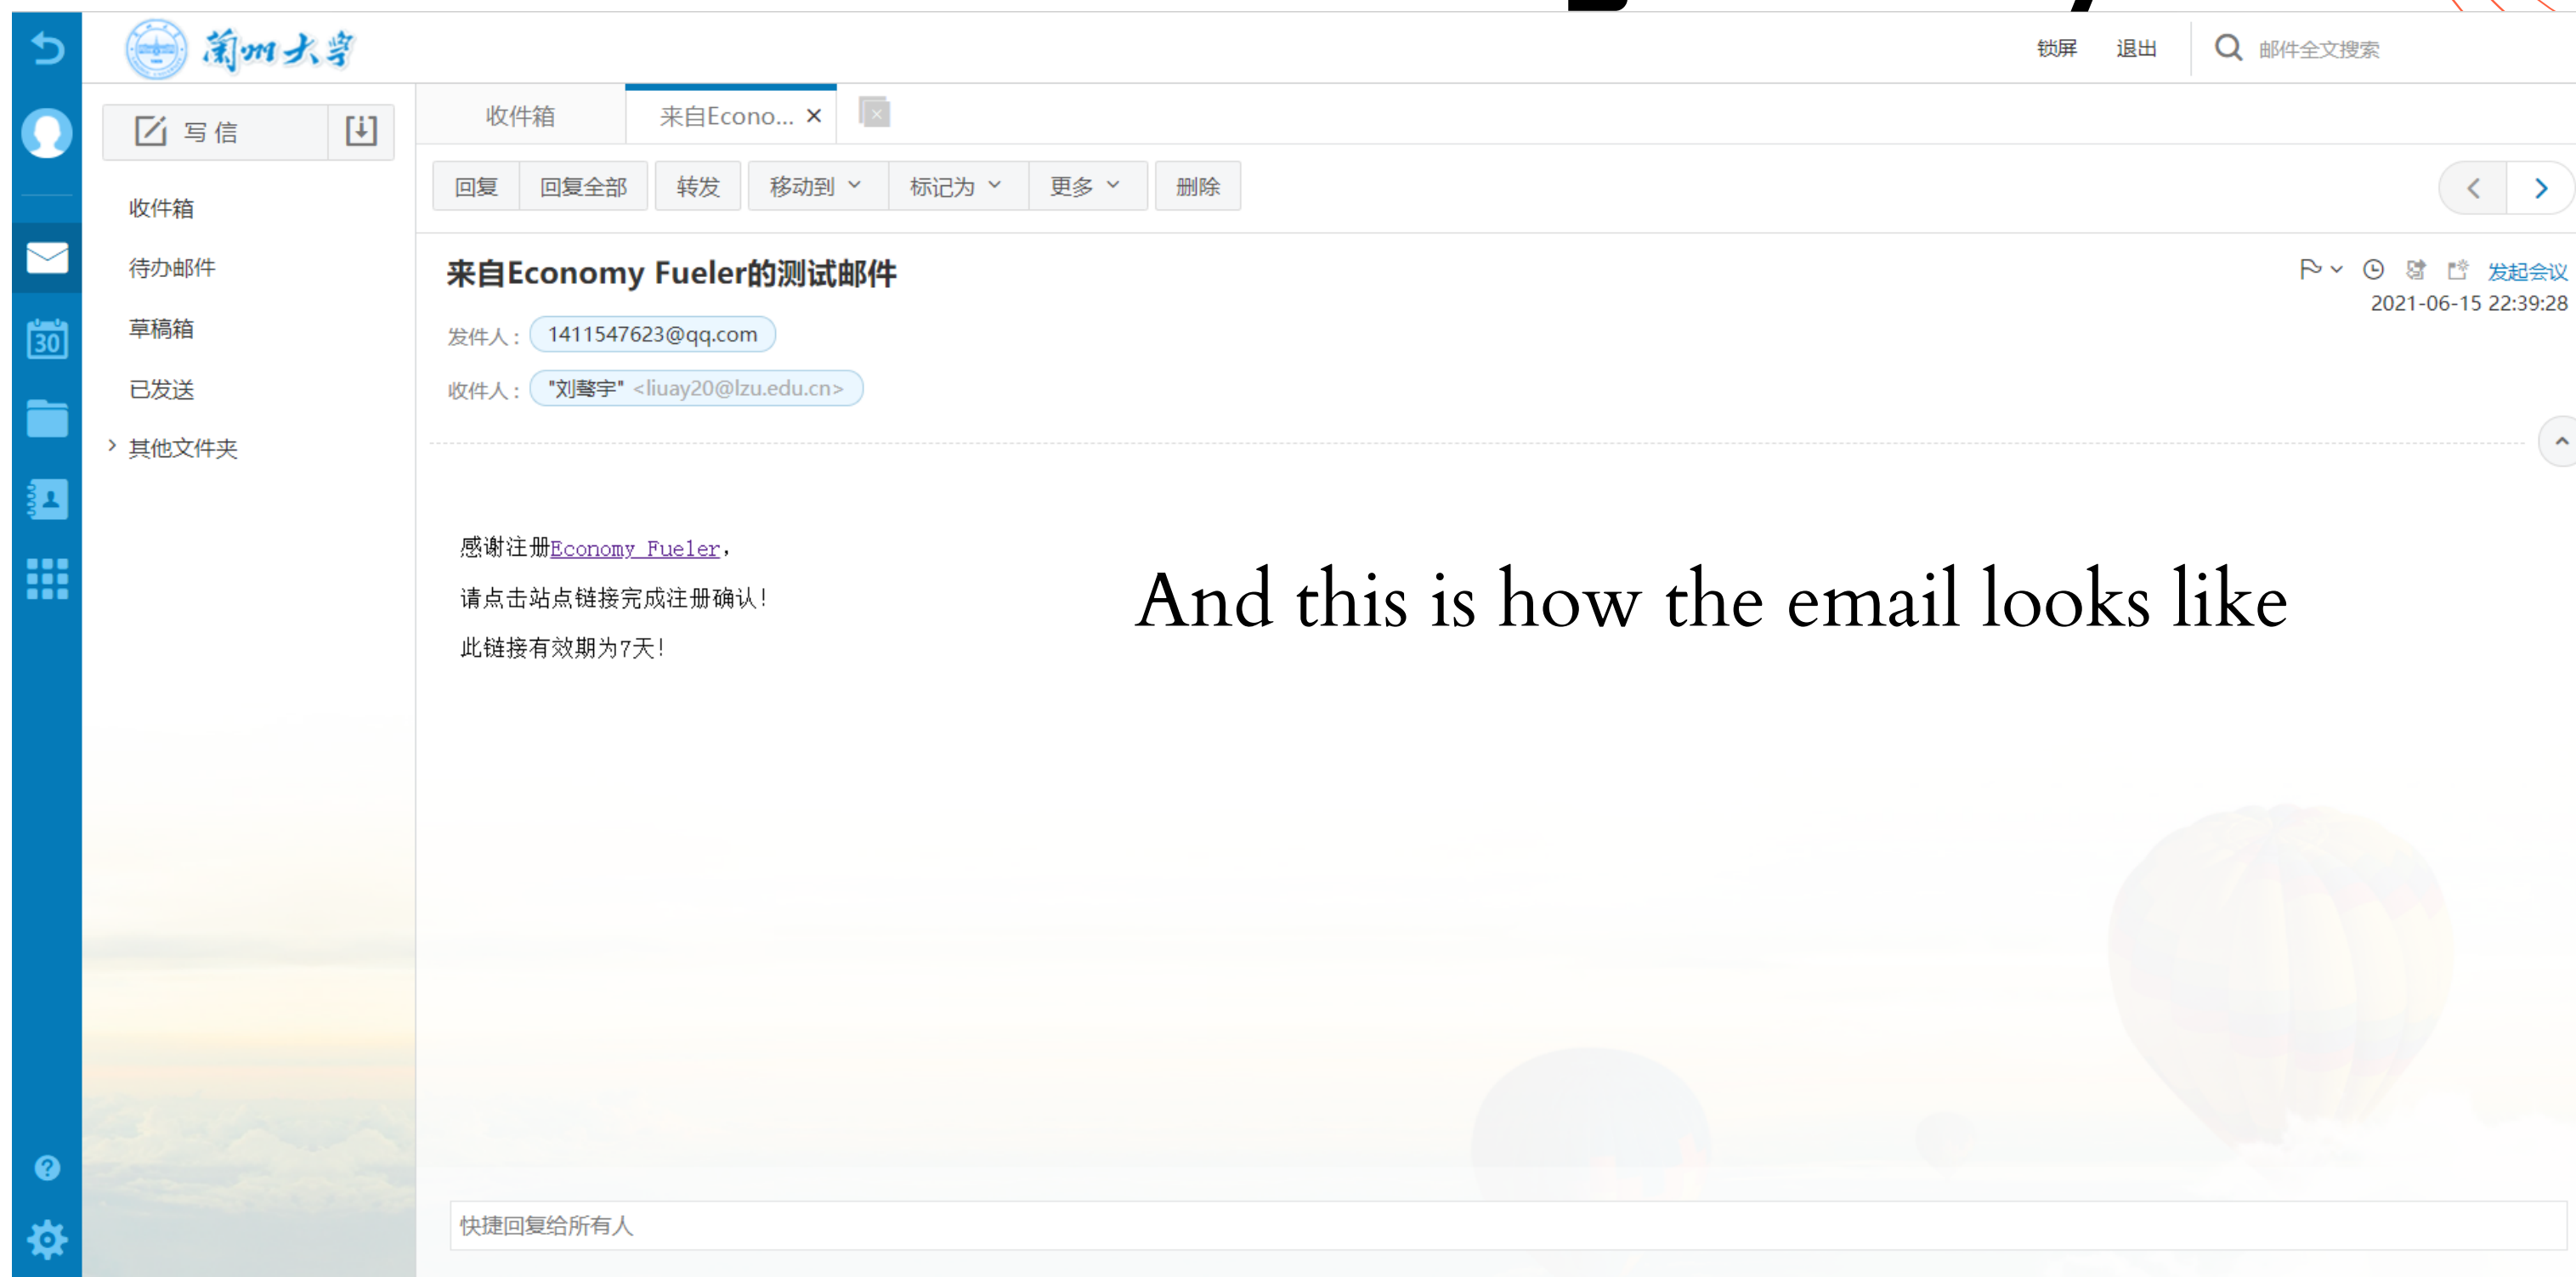 兰州大学
锁屏 退出 邮件全文搜索
写信
收件箱
待办邮件
30
草稿箱
已发送
其他文件夹
收件箱 来自Econo...
回复 回复全部 转发 移动到 标记为 更多 删除
来自Economy Fueler的测试邮件
发起会议
2021-06-15 22:39:28
发件人: 1411547623@qq.com
收件人: "刘骜宇" <liuay20@lzu.edu.cn>
感谢注册Economy Fueler,
请点击站点链接完成注册确认!
此链接有效期为7天!
And this is how the email looks like
快捷回复给所有人